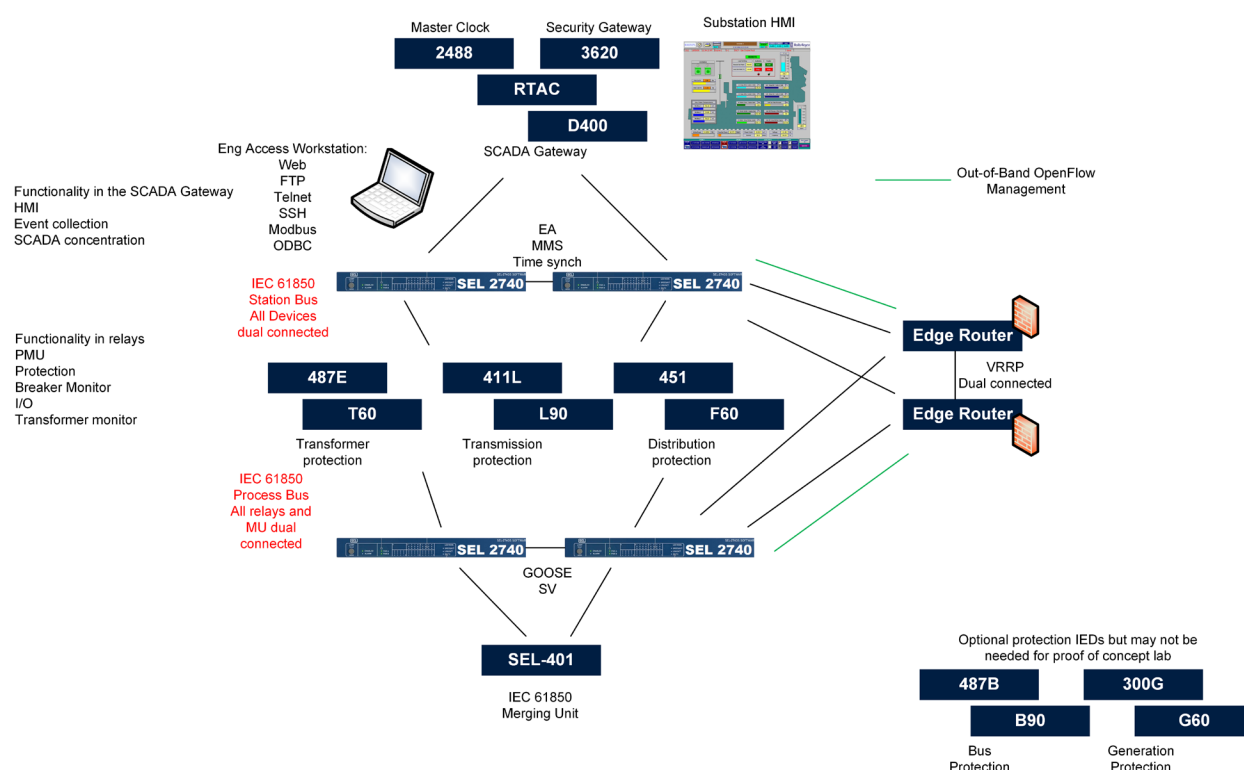 Master Clock
Security Gateway
Substation HMI
2488
3620
RTAC
D400
SCADA Gateway
Eng Access Workstation:
Web
FTP
Telnet
SSH
Modbus
ODBC
Functionality in the SCADA Gateway
HMI
Event collection
SCADA concentration
Out-of-Band OpenFlow
Management
EA
MMS
Time synch
IEC 61850
Station Bus
All Devices
dual connected
SEL 2740
SEL 2740
Edge Router
VRRP
Dual connected
Edge Router
Functionality in relays
PMU
Protection
Breaker Monitor
I/O
Transformer monitor
487E
411L
451
T60
L90
F60
Transformer
protection
Transmission
protection
Distribution
protection
IEC 61850
Process Bus
All relays and
MU dual
connected
SEL 2740
SEL 2740
GOOSE
SV
SEL-401
IEC 61850
Merging Unit
Optional protection IEDs but may not be
needed for proof of concept lab
487B
300G
B90
G60
Bus
Protection
Generation
Protection